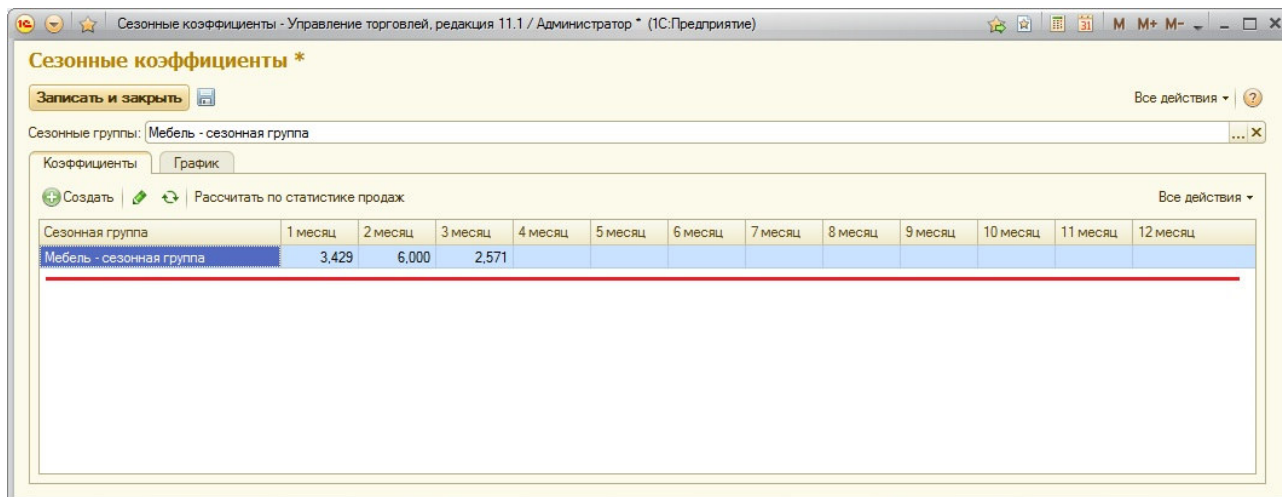 1С Сезонные коэффициенты - Управление торговлей, редакция 11.1 / Администратор * (1С:Предприятие) 31 M M+ M-
Сезонные коэффициенты *
Записать и закрыть Все действия ?
Сезонные группы: Мебель - сезонная группа ...
Коэффициенты График
Создать Рассчитать по статистике продаж Все действия
Сезонная группа 1 месяц 2 месяц 3 месяц 4 месяц 5 месяц 6 месяц 7 месяц 8 месяц 9 месяц 10 месяц 11 месяц 12 месяц
Мебель - сезонная группа 3,429 6,000 2,571